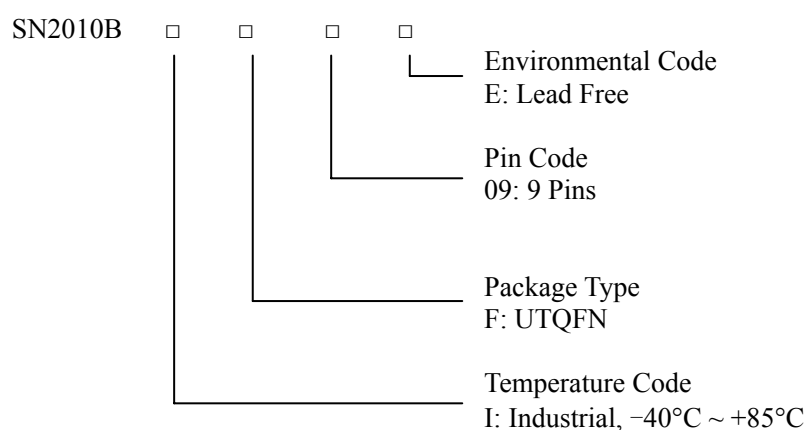 SN2010B □ □ □ □
Environmental Code
E: Lead Free
Pin Code
09: 9 Pins
Package Type
F: UTQFN
Temperature Code
I: Industrial, −40°C ~ +85°C